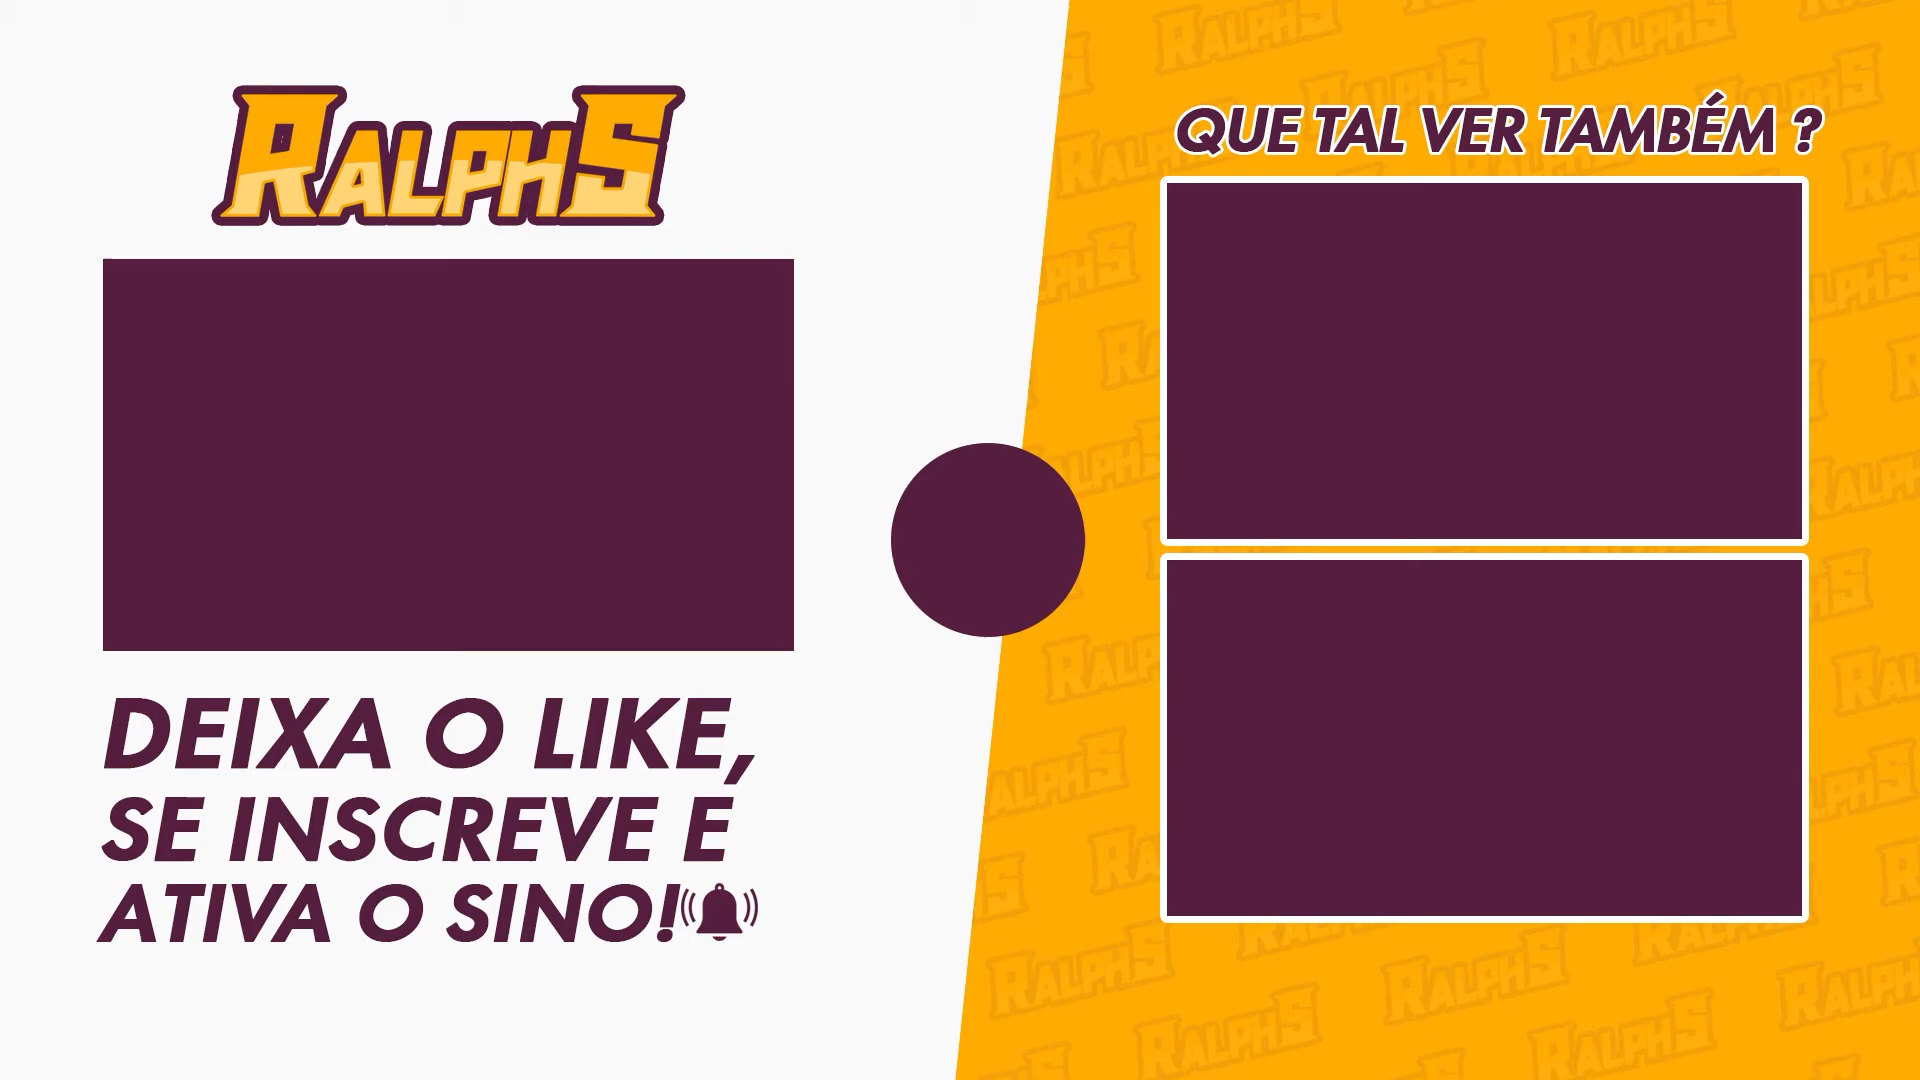 RALPHS
DEIXA O LIKE,
SE INSCREVE E
ATIVA O SINO!
QUE TAL VER TAMBÉM ?